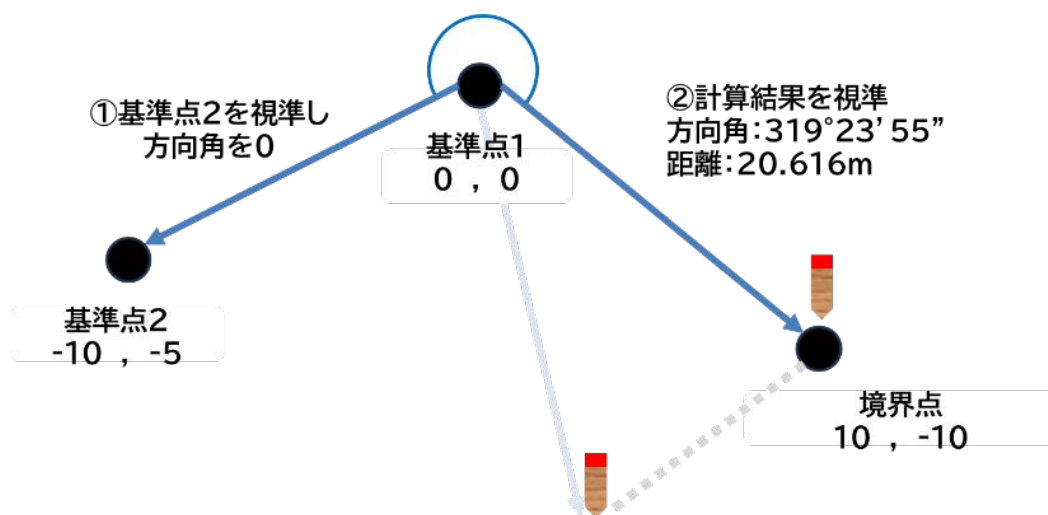 ①基準点2を視準し
方向角を0
基準点1
0 , 0
②計算結果を視準
方向角:319°23’55”
距離:20.616m
基準点2
-10 , -5
境界点
10 , -10